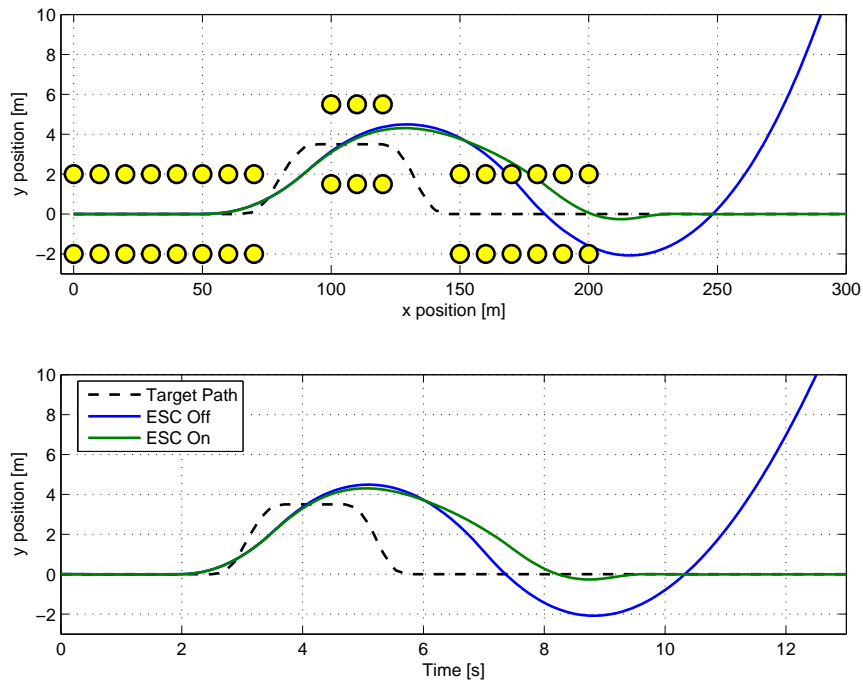 10
8
6
4
2
0
−2
y position [m]
0 50 100 150 200 250 300
x position [m]
10
8
6
4
2
0
−2
y position [m]
Target Path
ESC Off
ESC On
0 2 4 6 8 10 12
Time [s]